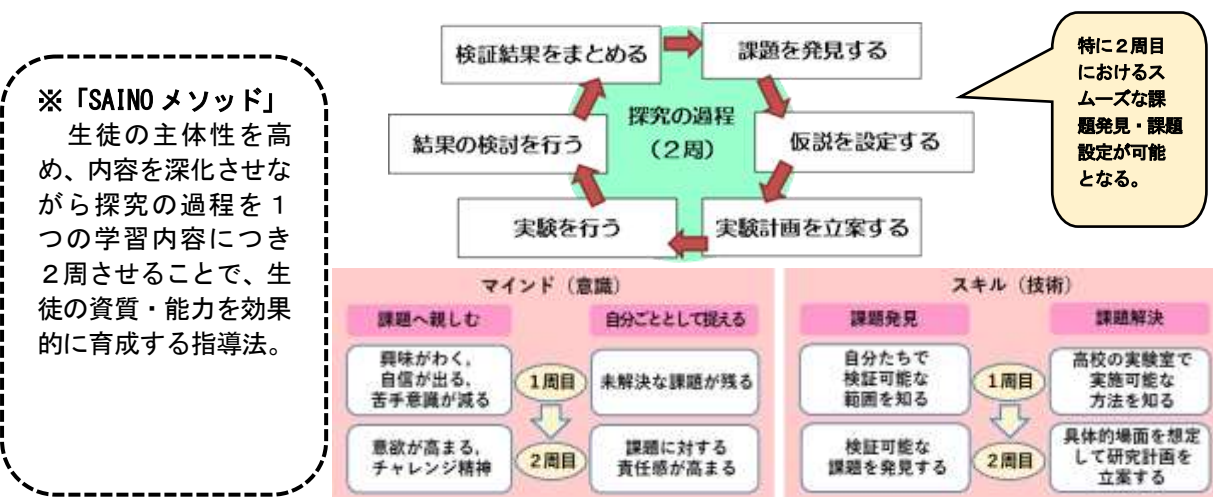 ※「SAINO メソッド」
生徒の主体性を高
め、内容を深化させな
がら探究の過程を１
つの学習内容につき
２周させることで、生
徒の資質・能力を効果
的に育成する指導法。
検証結果をまとめる
課題を発見する
結果の検討を行う
探究の過程
（２周）
仮説を設定する
実験を行う
実験計画を立案する
特に２周目
におけるス
ムーズな課
題発見・課題
設定が可能
となる。
マインド（意識）
課題へ親しむ
自分ごととして捉える
興味がわく，
自信が出る，
苦手意識が減る
１周目
未解決な課題が残る
意欲が高まる，
チャレンジ精神
２周目
課題に対する
責任感が高まる
スキル（技術）
課題発見
課題解決
自分たちで
検証可能な
範囲を知る
１周目
高校の実験室で
実施可能な
方法を知る
検証可能な
課題を発見する
２周目
具体的場面を想定
して研究計画を
立案する